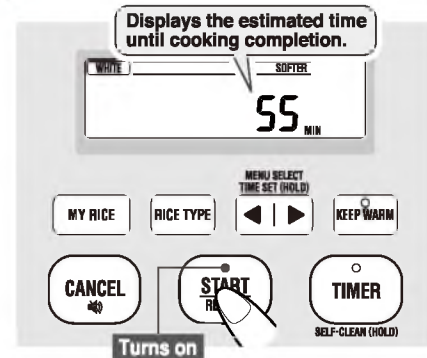 Displays the estimated time
until cooking completion.
WHITE
SOFTER
55 MIN
MENU SELECT
TIME SET (HOLD)
MY RICE
RICE TYPE
KEEP WARM
CANCEL
START
TIMER
SELF-CLEAN (HOLD)
Turns on